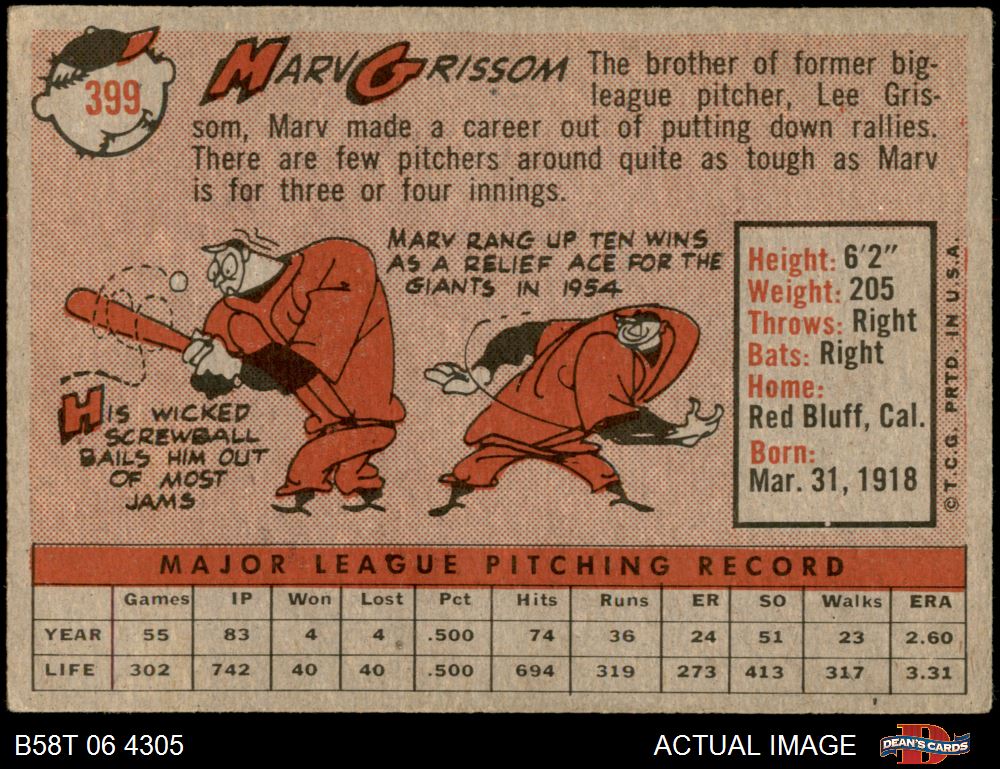 399
MARV GRISSOM
The brother of former big-
league pitcher, Lee Gris-
som, Marv made a career out of putting down rallies.
There are few pitchers around quite as tough as Marv
is for three or four innings.
MARV RANG UP TEN WINS
AS A RELIEF ACE FOR THE
GIANTS IN 1954
HIS WICKED
SCREWBALL
BAILS HIM OUT
OF MOST
JAMS
Height: 6'2"
Weight: 205
Throws: Right
Bats: Right
Home:
Red Bluff, Cal.
Born:
Mar. 31, 1918
© T.C.G. PRTD. IN U.S.A.
MAJOR LEAGUE PITCHING RECORD
Games IP Won Lost Pct Hits Runs ER SO Walks ERA
YEAR 55 83 4 4 .500 74 36 24 51 23 2.60
LIFE 302 742 40 40 .500 694 319 273 413 317 3.31
B58T 06 4305
ACTUAL IMAGE
D
DEAN'S CARDS